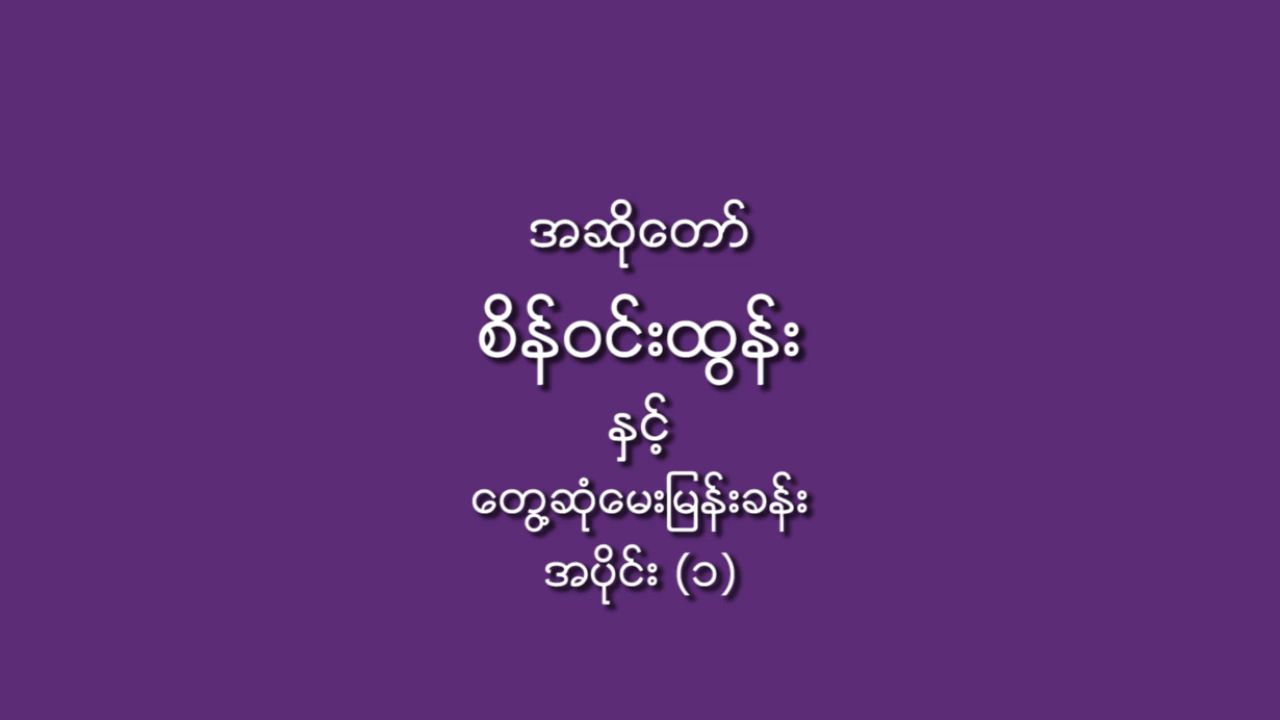 အဆိုတော်
စိန်ဝင်းထွန်း
နှင့်
တွေ့ဆုံမေးမြန်းခန်း
အပိုင်း (၁)